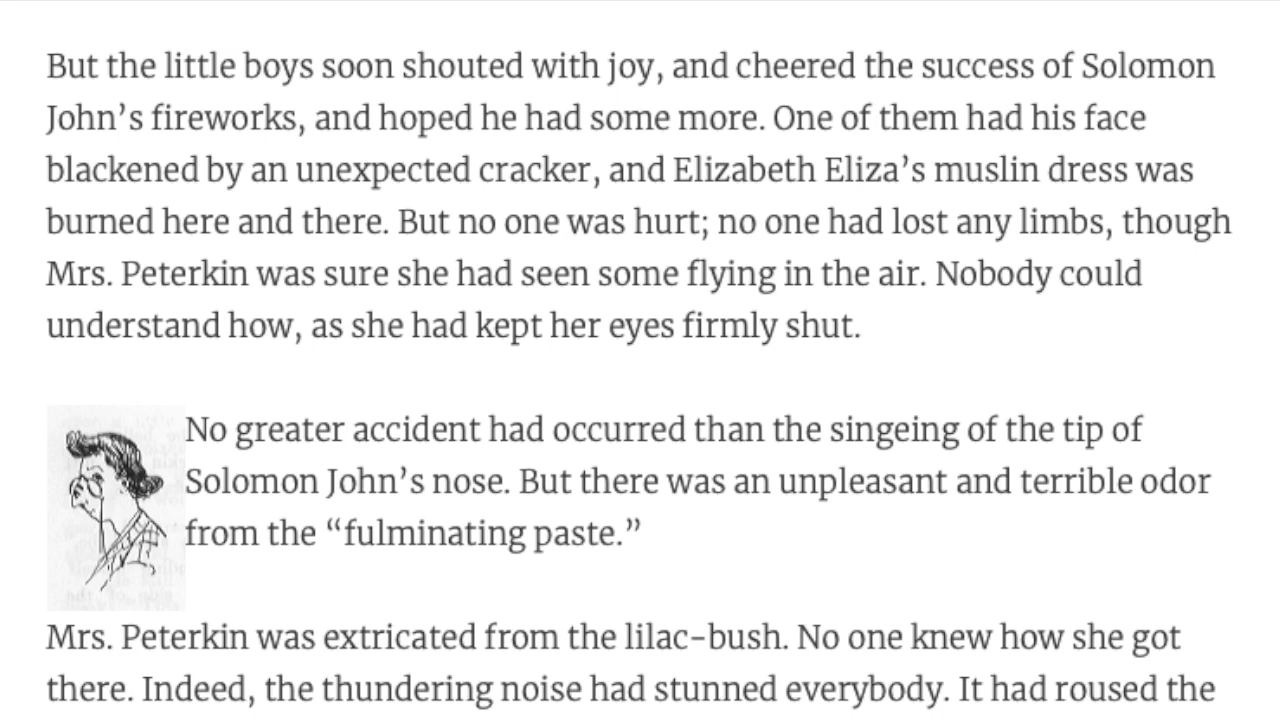 But the little boys soon shouted with joy, and cheered the success of Solomon
John’s fireworks, and hoped he had some more. One of them had his face
blackened by an unexpected cracker, and Elizabeth Eliza’s muslin dress was
burned here and there. But no one was hurt; no one had lost any limbs, though
Mrs. Peterkin was sure she had seen some flying in the air. Nobody could
understand how, as she had kept her eyes firmly shut.
No greater accident had occurred than the singeing of the tip of
Solomon John’s nose. But there was an unpleasant and terrible odor
from the “fulminating paste.”
Mrs. Peterkin was extricated from the lilac-bush. No one knew how she got
there. Indeed, the thundering noise had stunned everybody. It had roused the